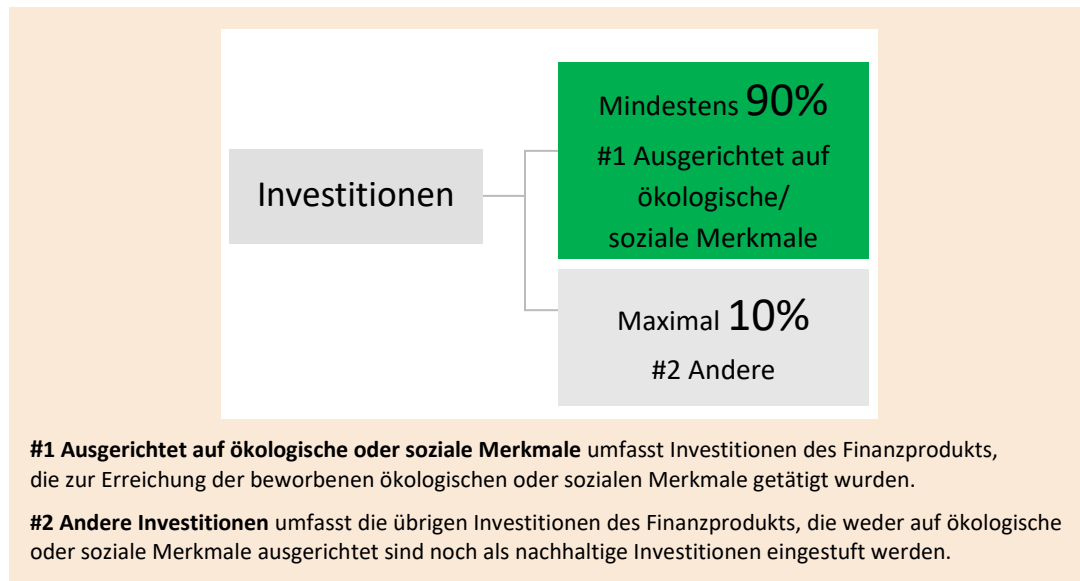 Investitionen
Mindestens 90%
#1 Ausgerichtet auf
ökologische/
soziale Merkmale
Maximal 10%
#2 Andere
#1 Ausgerichtet auf ökologische oder soziale Merkmale umfasst Investitionen des Finanzprodukts,
die zur Erreichung der beworbenen ökologischen oder sozialen Merkmale getätigt wurden.
#2 Andere Investitionen umfasst die übrigen Investitionen des Finanzprodukts, die weder auf ökologische
oder soziale Merkmale ausgerichtet sind noch als nachhaltige Investitionen eingestuft werden.